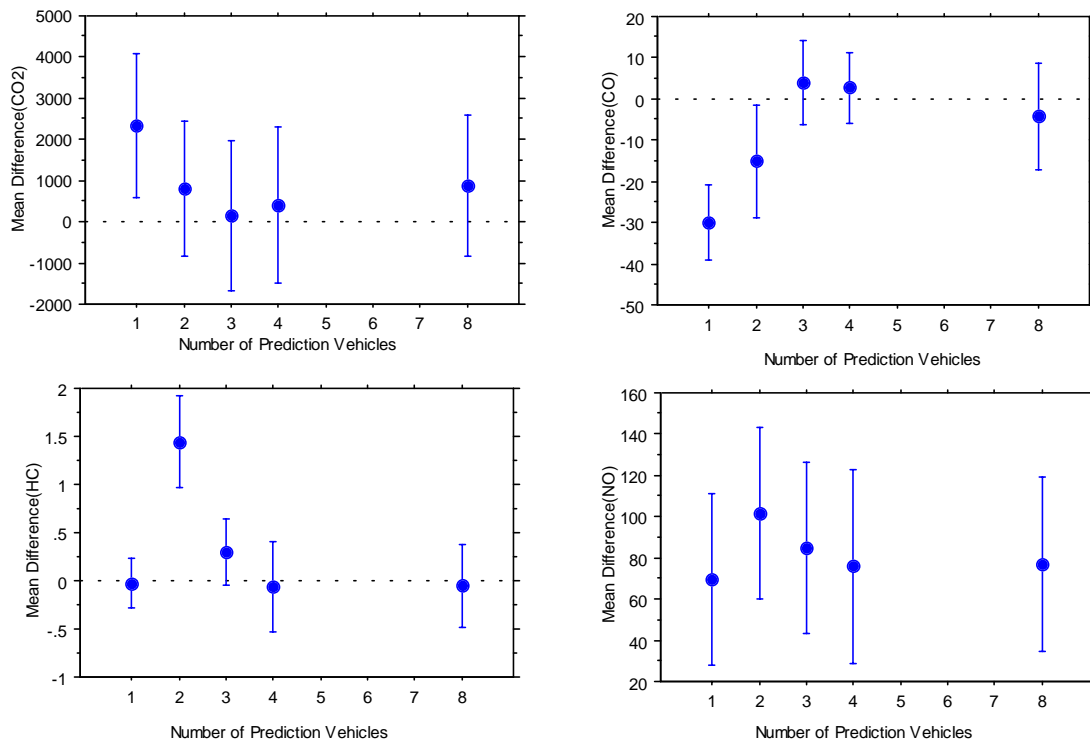 Mean Difference(CO2)
5000
4000
3000
2000
1000
0
-1000
-2000
1 2 3 4 5 6 7 8
Number of Prediction Vehicles
Mean Difference(CO)
20
10
0
-10
-20
-30
-40
-50
1 2 3 4 5 6 7 8
Number of Prediction Vehicles
Mean Difference(HC)
2
1.5
1
.5
0
-.5
-1
1 2 3 4 5 6 7 8
Number of Prediction Vehicles
Mean Difference(NO)
160
140
120
100
80
60
40
20
1 2 3 4 5 6 7 8
Number of Prediction Vehicles